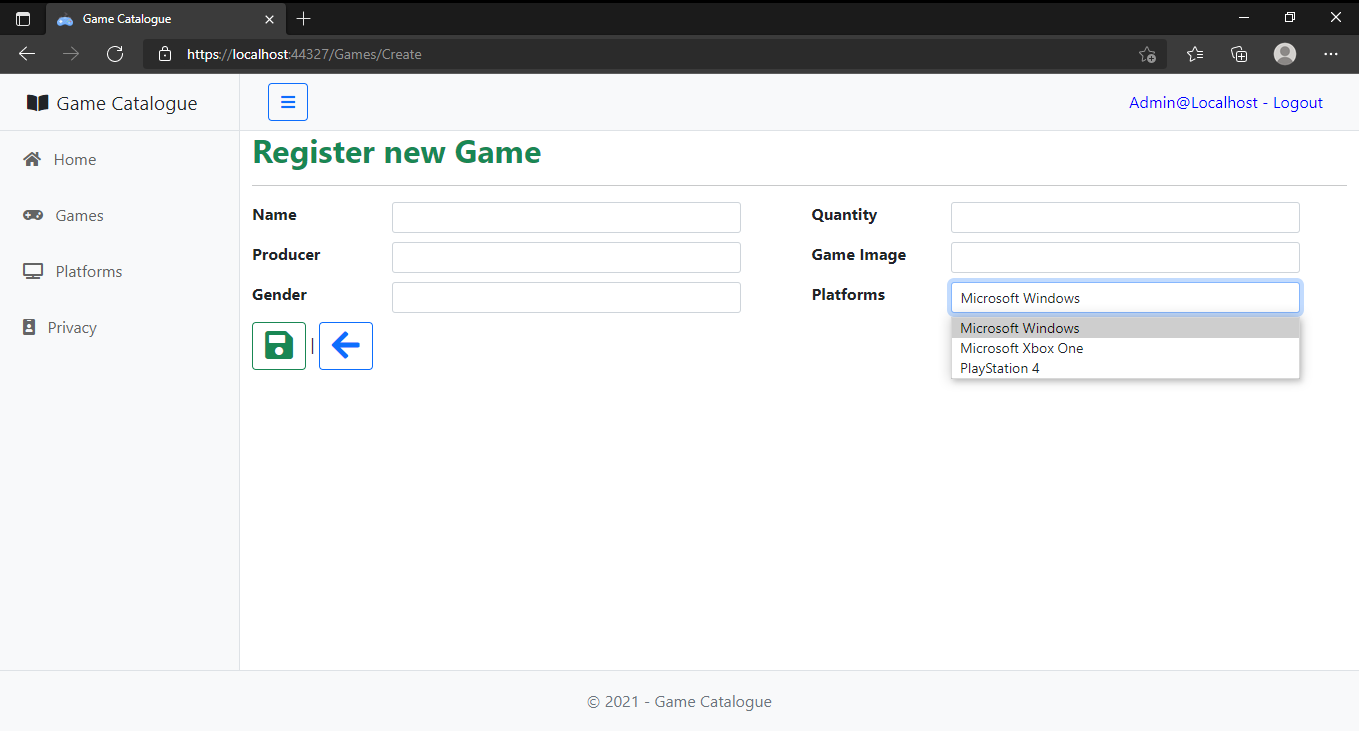 Game Catalogue
https://localhost:44327/Games/Create
Game Catalogue
Admin@Localhost - Logout
Home
Games
Platforms
Privacy
Register new Game
Name
Quantity
Producer
Game Image
Gender
Platforms
Microsoft Windows
Microsoft Windows
Microsoft Xbox One
PlayStation 4
|
© 2021 - Game Catalogue